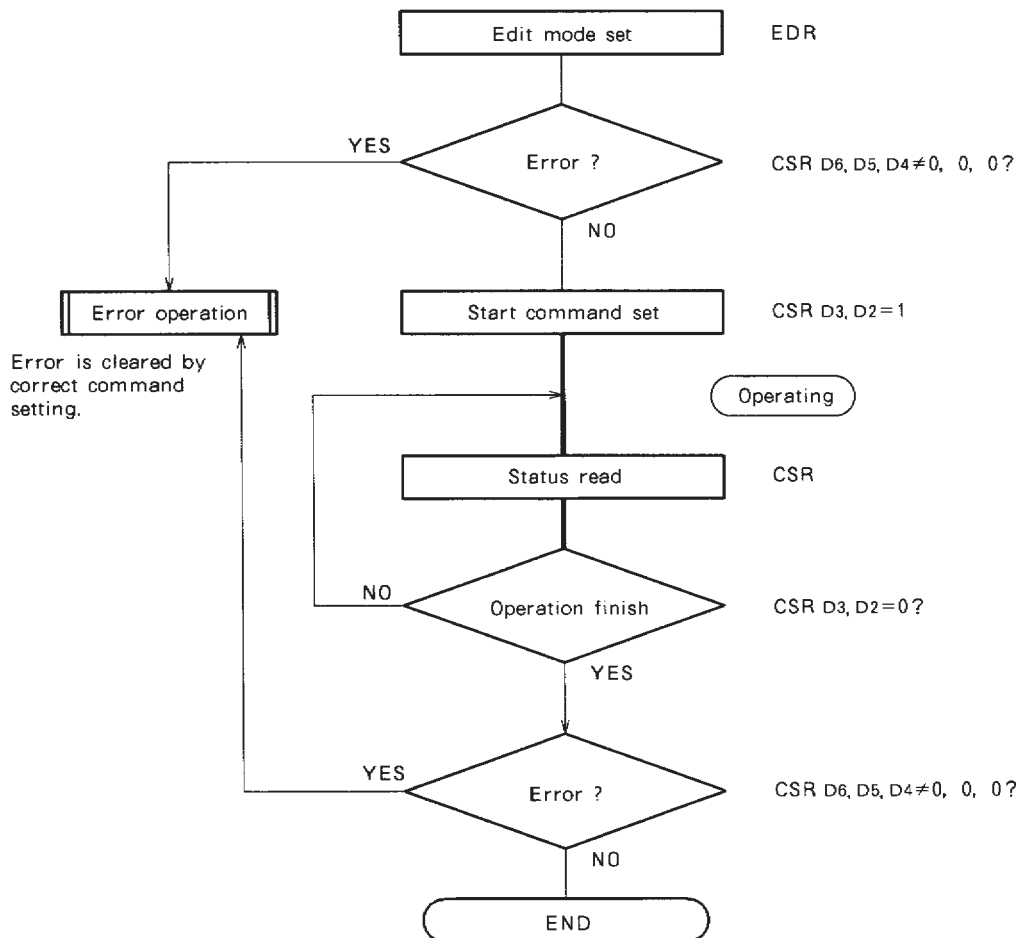 Edit mode set
EDR
YES
Error ?
CSR D6, D5, D4≠0, 0, 0?
NO
Error operation
Start command set
CSR D3, D2=1
Error is cleared by
correct command
setting.
Operating
Status read
CSR
NO
Operation finish
CSR D3, D2=0?
YES
YES
Error ?
CSR D6, D5, D4≠0, 0, 0?
NO
END